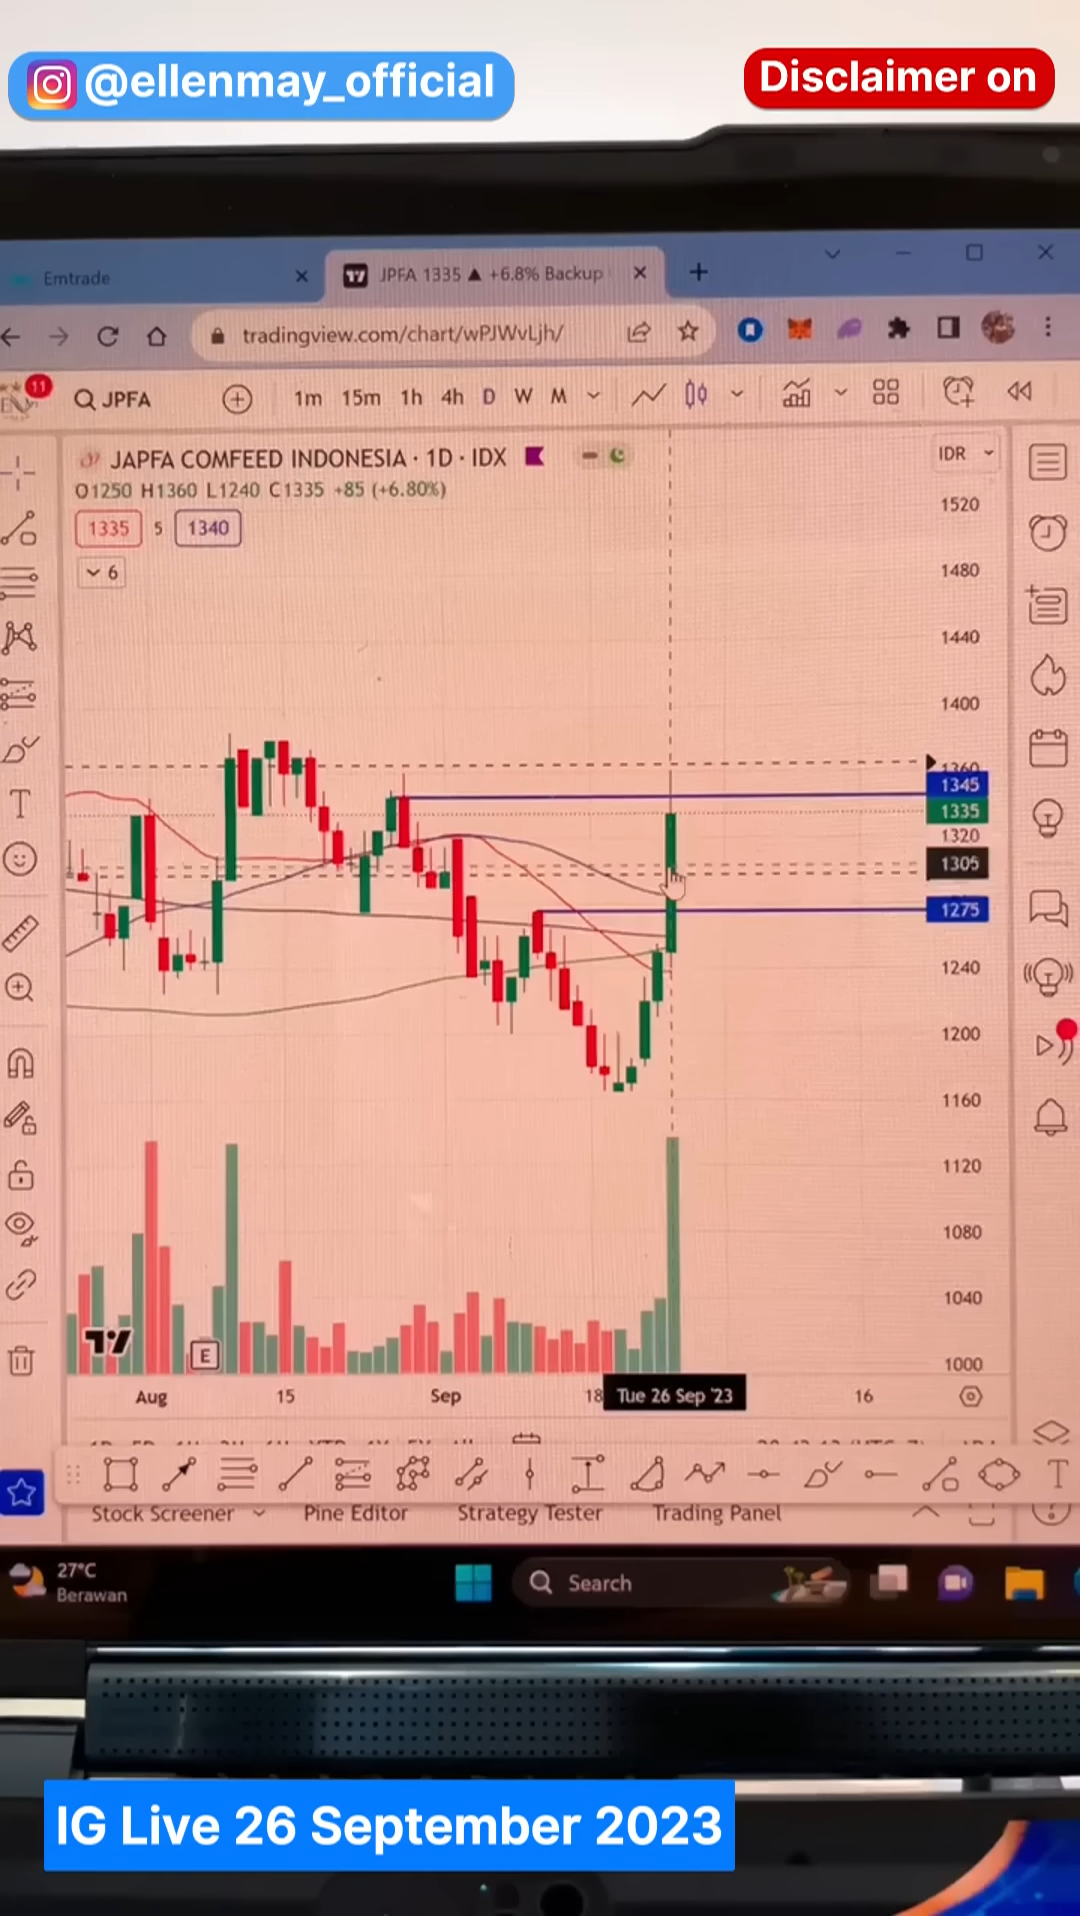 @ellenmay_official
Disclaimer on
Emtrade
JPFA 1335 ▲ +6.8% Backup
tradingview.com/chart/wPJWvLjh/
11
JPFA
1m 15m 1h 4h D W M
JAPFA COMFEED INDONESIA · 1D · IDX
IDR
O1250 H1360 L1240 C1335 +85 (+6.80%)
1335 5 1340
6
1520
1480
1440
1400
1360
1345
1335
1320
1305
1275
1240
1200
1160
1120
1080
1040
1000
E
Aug 15 Sep 18 Tue 26 Sep '23 16
Stock Screener Pine Editor Strategy Tester Trading Panel
27°C
Berawan
Search
IG Live 26 September 2023